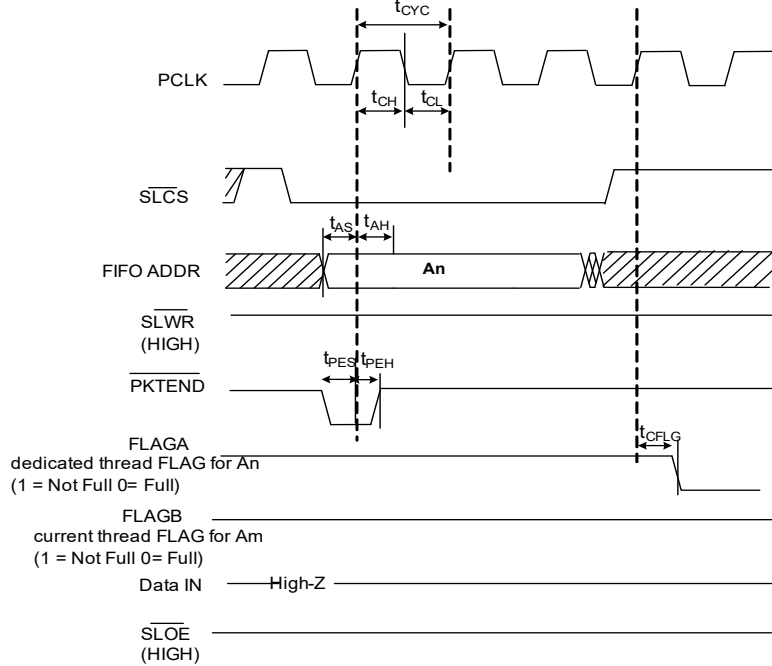 tCYC
PCLK
tCH
tCL
SLCS
tAS
tAH
FIFO ADDR
An
SLWR
(HIGH)
tPES
tPEH
PKTEND
tCFLG
FLAGA
dedicated thread FLAG for An
(1 = Not Full 0= Full)
FLAGB
current thread FLAG for Am
(1 = Not Full 0= Full)
Data IN
High-Z
SLOE
(HIGH)